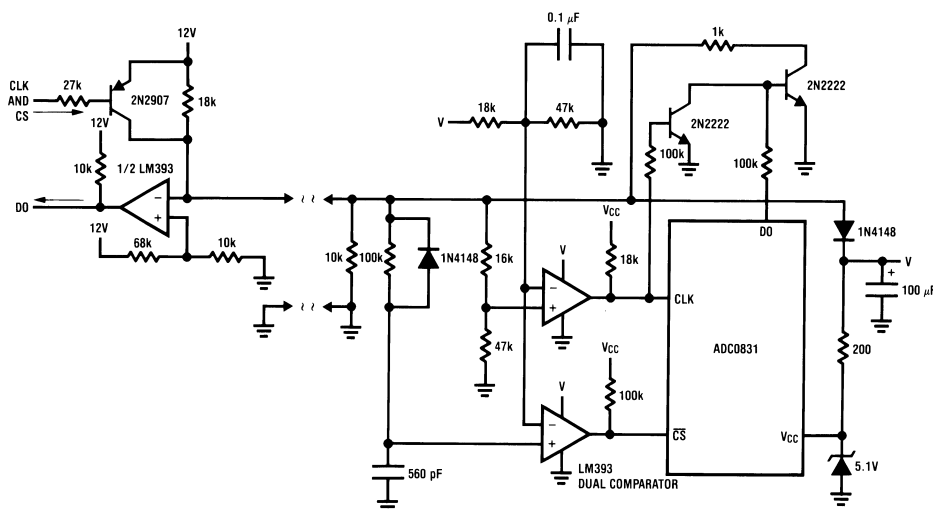 0.1 μF
12V
1k
CLK
AND
CS
27k
2N2907
18k
2N2222
12V
V
18k
47k
2N2222
10k
1/2 LM393
100k
100k
DO
−
+
VCC
DO
1N4148
12V
68k
10k
10k
100k
1N4148
16k
V
18k
V
+
100 μF
−
+
CLK
47k
ADC0831
200
VCC
V
100k
−
+
CS
VCC
560 pF
LM393
DUAL COMPARATOR
5.1V